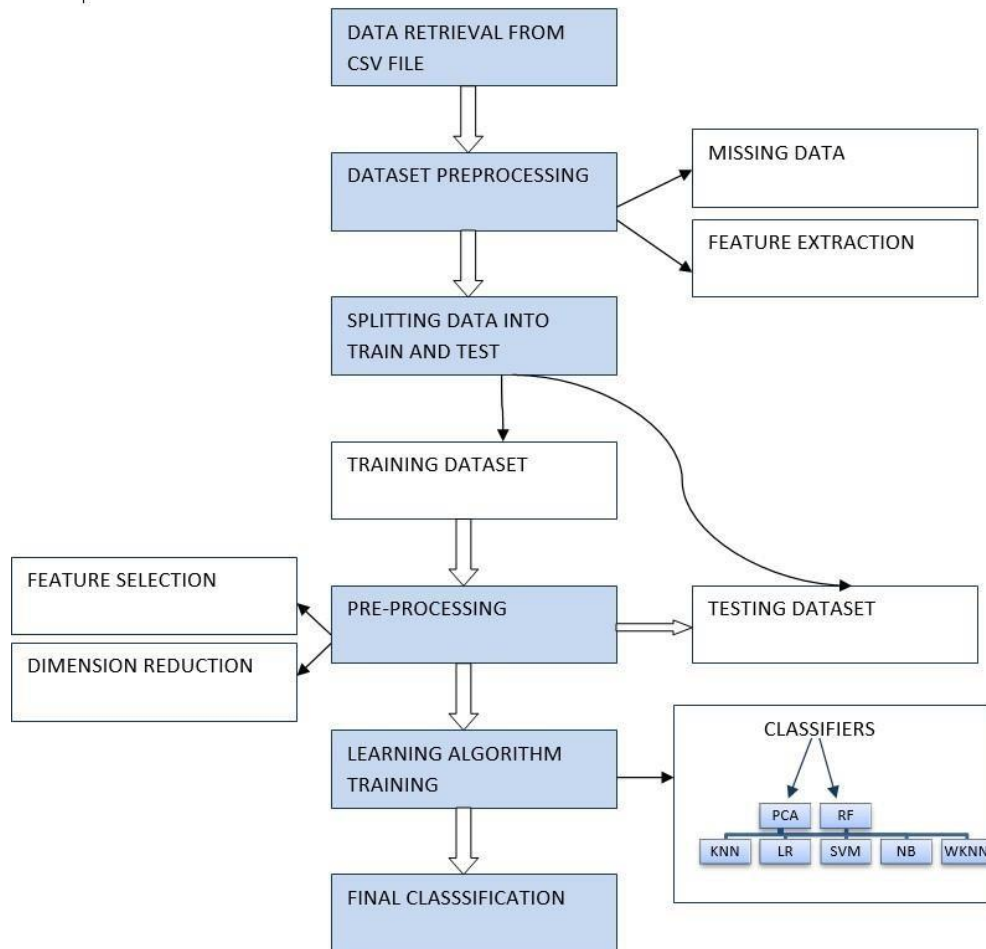 DATA RETRIEVAL FROM
CSV FILE
DATASET PREPROCESSING
MISSING DATA
FEATURE EXTRACTION
SPLITTING DATA INTO
TRAIN AND TEST
TRAINING DATASET
FEATURE SELECTION
PRE-PROCESSING
TESTING DATASET
DIMENSION REDUCTION
LEARNING ALGORITHM
TRAINING
CLASSIFIERS
PCA
RF
KNN
LR
SVM
NB
WKNN
FINAL CLASSSIFICATION